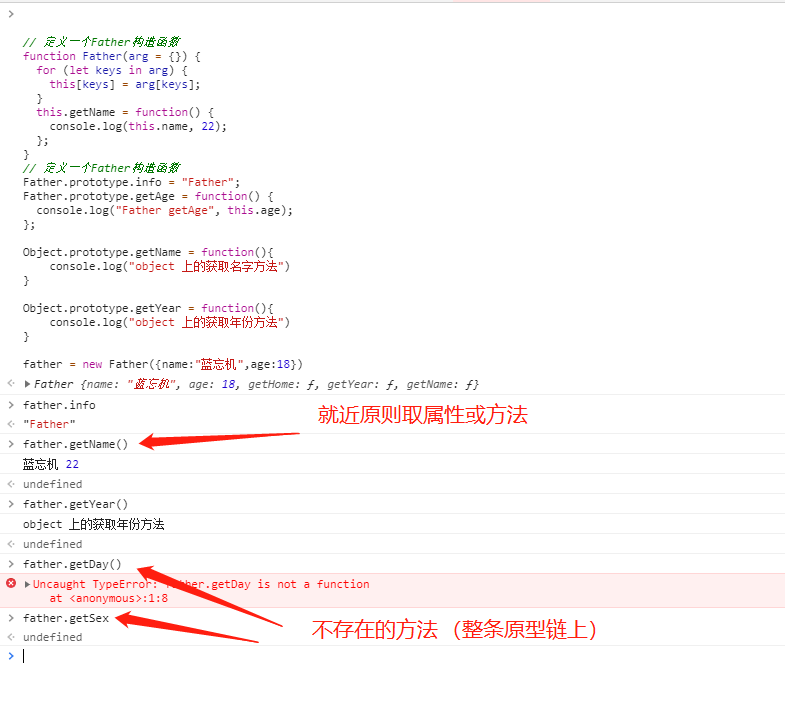 // 定义一个Father构造函数
function Father(arg = {}) {
for (let keys in arg) {
this[keys] = arg[keys];
}
this.getName = function() {
console.log(this.name, 22);
};
}
// 定义一个Father构造函数
Father.prototype.info = "Father";
Father.prototype.getAge = function() {
console.log("Father getAge", this.age);
};
Object.prototype.getName = function(){
console.log("object 上的获取名字方法")
}
Object.prototype.getYear = function(){
console.log("object 上的获取年份方法")
}
father = new Father({name:"蓝忘机",age:18})
Father {name: "蓝忘机", age: 18, getHome: ƒ, getYear: ƒ, getName: ƒ}
father.info
"Father"
就近原则取属性或方法
father.getName()
蓝忘机 22
undefined
father.getYear()
object 上的获取年份方法
undefined
father.getDay()
Uncaught TypeError: father.getDay is not a function
at <anonymous>:1:8
father.getSex
不存在的方法（整条原型链上）
undefined